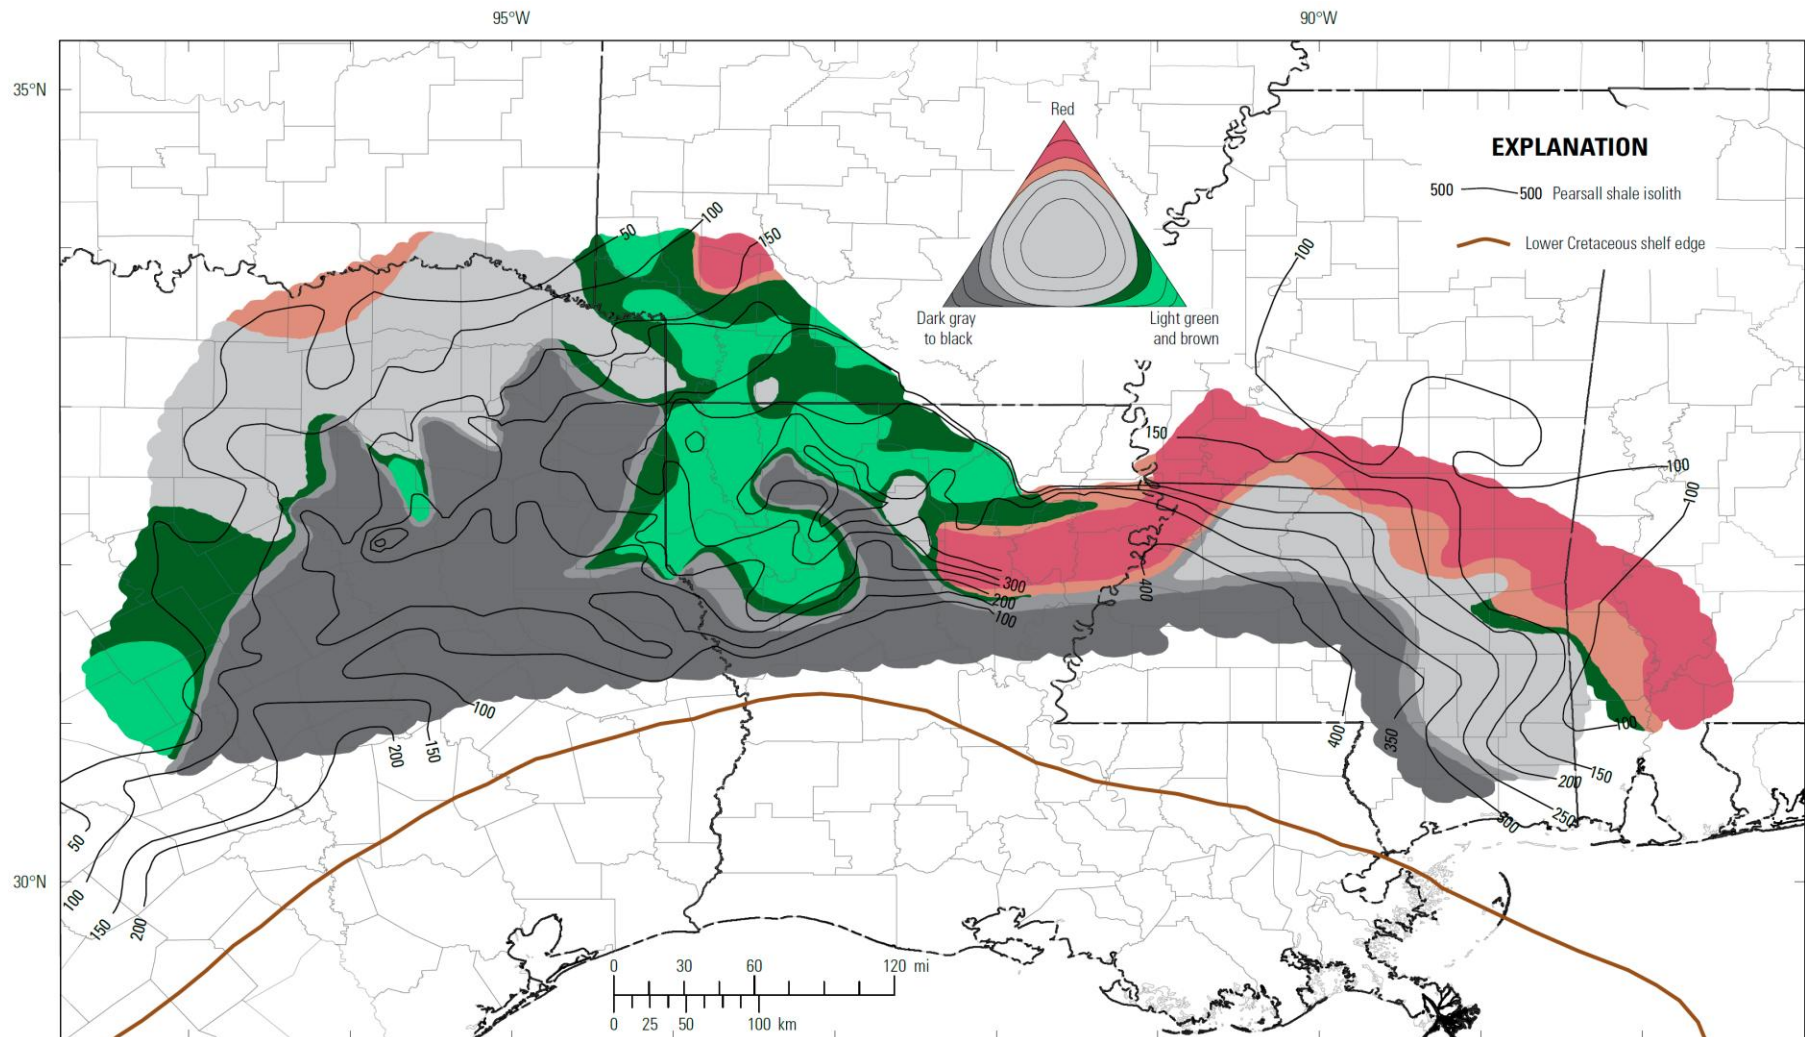 95°W
90°W
35°N
30°N
EXPLANATION
500 500 Pearsall shale isolith
Lower Cretaceous shelf edge
Red
Dark gray
to black
Light green
and brown
50
100
150
100
150
100
100
300
200
100
400
100
200
150
400
350
100
150
200
250
300
50
100
150
200
0 30 60 120 mi
0 25 50 100 km